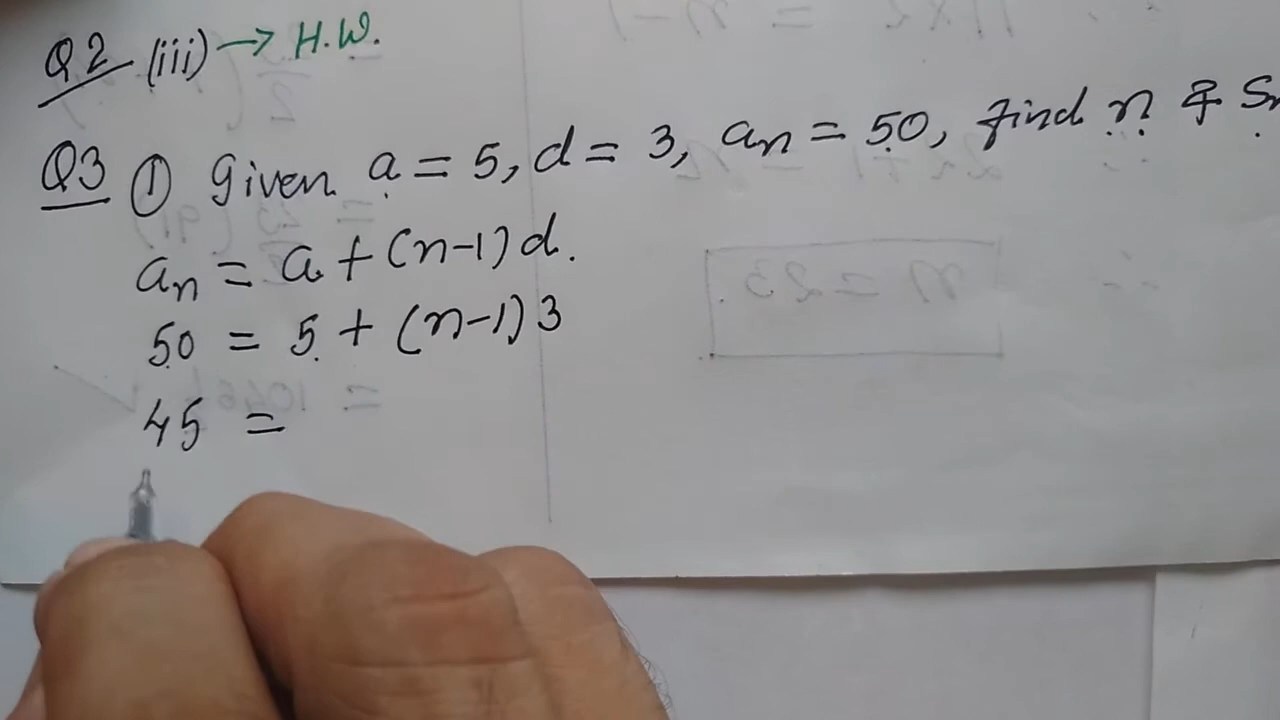 Q2 (iii) → H.W.
Q3 ① Given a = 5, d = 3, an = 50, find n & Sn
an = a + (n-1) d.
50 = 5 + (n-1) 3
45 =